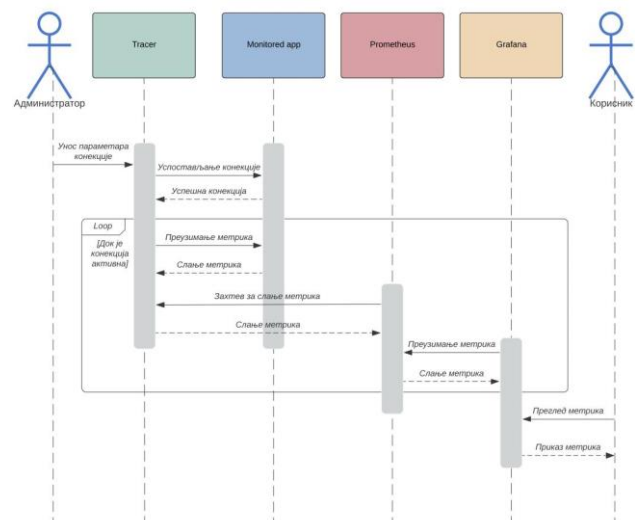 Tracer
Monitored app
Prometheus
Grafana
Администратор
Корисник
Унос параметара
конекције
Успостављање конекције
Успешна конекција
Loop
[Док је
конекција
активна]
Преузимање метрика
Слање метрика
Захтев за слање метрика
Слање метрика
Преузимање метрика
Слање метрика
Преглед метрика
Приказ метрика